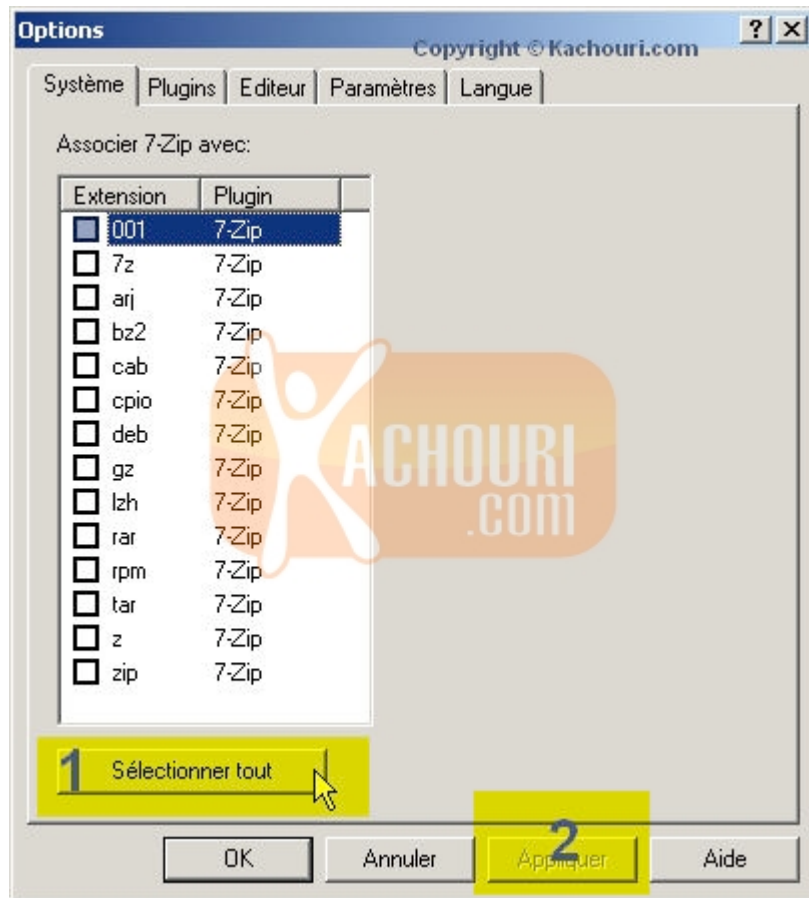 Options
? X
Copyright © Kachouri.com
Système Plugins Editeur Paramètres Langue
Associer 7-Zip avec:
Extension Plugin
001 7-Zip
7z 7-Zip
arj 7-Zip
bz2 7-Zip
cab 7-Zip
cpio 7-Zip
deb 7-Zip
gz 7-Zip
lzh 7-Zip
rar 7-Zip
rpm 7-Zip
tar 7-Zip
z 7-Zip
zip 7-Zip
KACHOURI
.COM
1 Sélectionner tout
2
OK Annuler Appliquer Aide